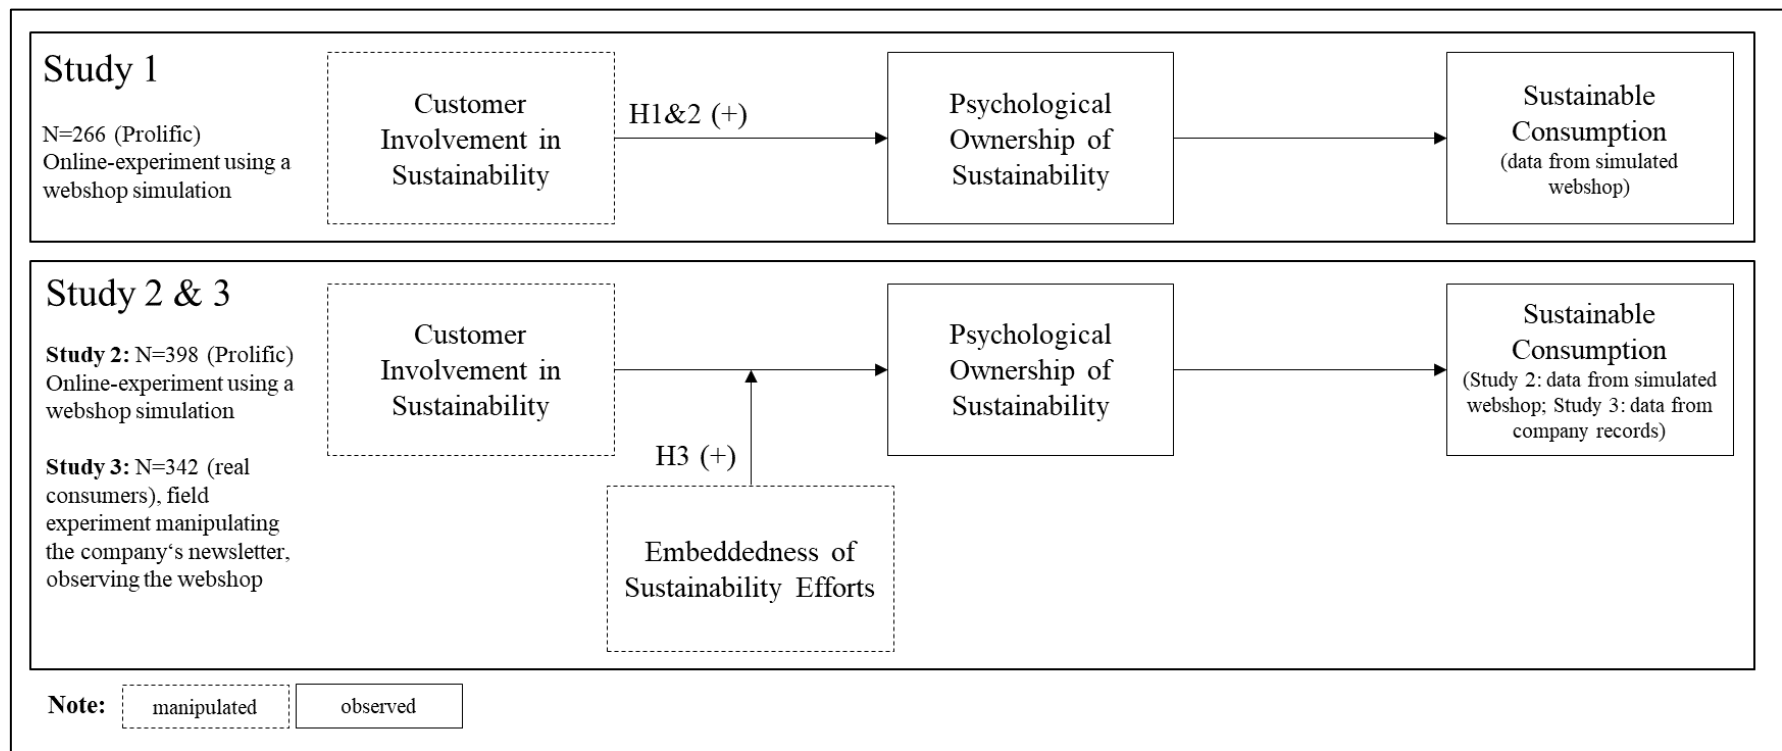 Study 1
N=266 (Prolific)
Online-experiment using a
webshop simulation
Customer
Involvement in
Sustainability
H1&2 (+)
Psychological
Ownership of
Sustainability
Sustainable
Consumption
(data from simulated
webshop)
Study 2 & 3
Study 2: N=398 (Prolific)
Online-experiment using a
webshop simulation
Study 3: N=342 (real
consumers), field
experiment manipulating
the company‘s newsletter,
observing the webshop
Customer
Involvement in
Sustainability
H3 (+)
Embeddedness of
Sustainability Efforts
Psychological
Ownership of
Sustainability
Sustainable
Consumption
(Study 2: data from simulated
webshop; Study 3: data from
company records)
Note:
manipulated
observed